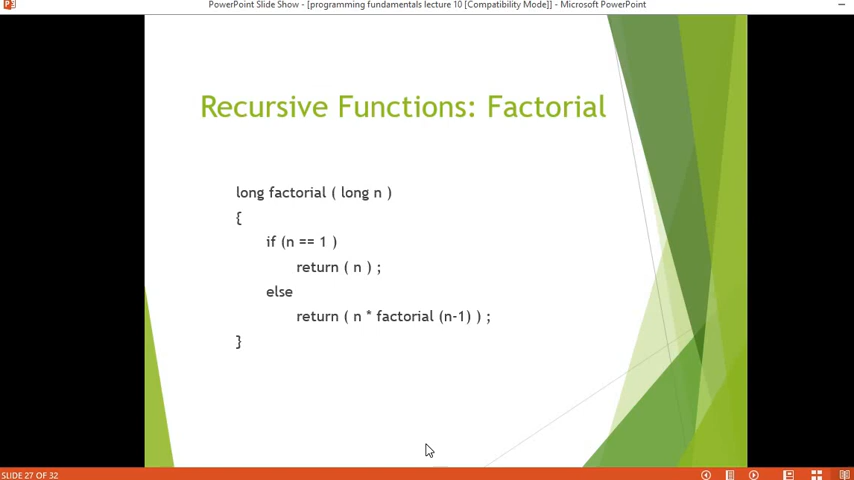 PowerPoint Slide Show - [programming fundamentals lecture 10 [Compatibility Mode]] - Microsoft PowerPoint
Recursive Functions: Factorial
long factorial ( long n )
{
if (n == 1 )
return ( n ) ;
else
return ( n * factorial (n-1) ) ;
}
SLIDE 27 OF 32